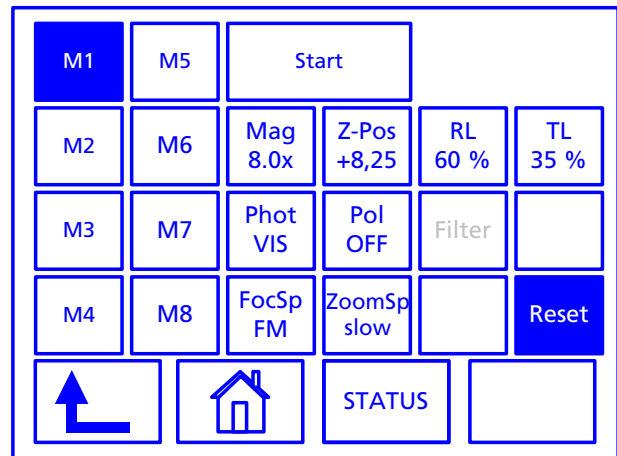 M1
M5
Start
M2
M6
Mag
8.0x
Z-Pos
+8,25
RL
60 %
TL
35 %
M3
M7
Phot
VIS
Pol
OFF
Filter
M4
M8
FocSp
FM
ZoomSp
slow
Reset
STATUS